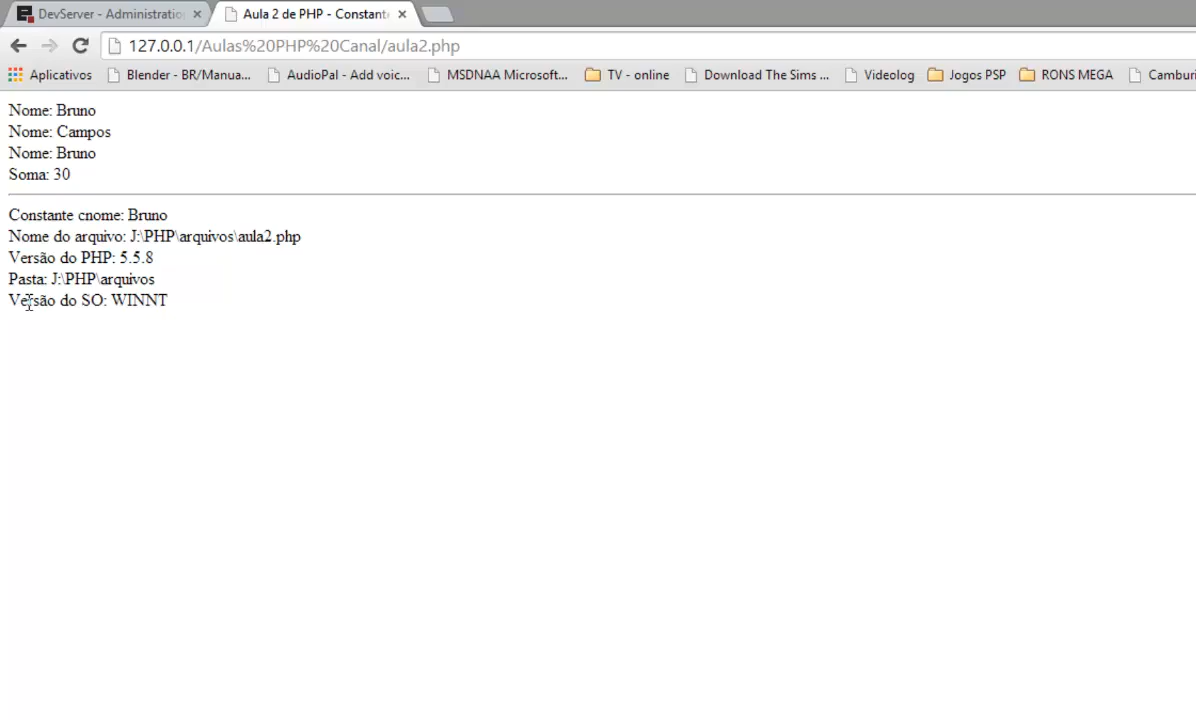 DevServer - Administratio
Aula 2 de PHP - Constant
127.0.0.1/Aulas%20PHP%20Canal/aula2.php
Aplicativos Blender - BR/Manua... AudioPal - Add voic... MSDNAA Microsoft... TV - online Download The Sims ... Videolog Jogos PSP RONS MEGA Camburi
Nome: Bruno
Nome: Campos
Nome: Bruno
Soma: 30
Constante cnome: Bruno
Nome do arquivo: J:\PHP\arquivos\aula2.php
Versão do PHP: 5.5.8
Pasta: J:\PHP\arquivos
Versão do SO: WINNT